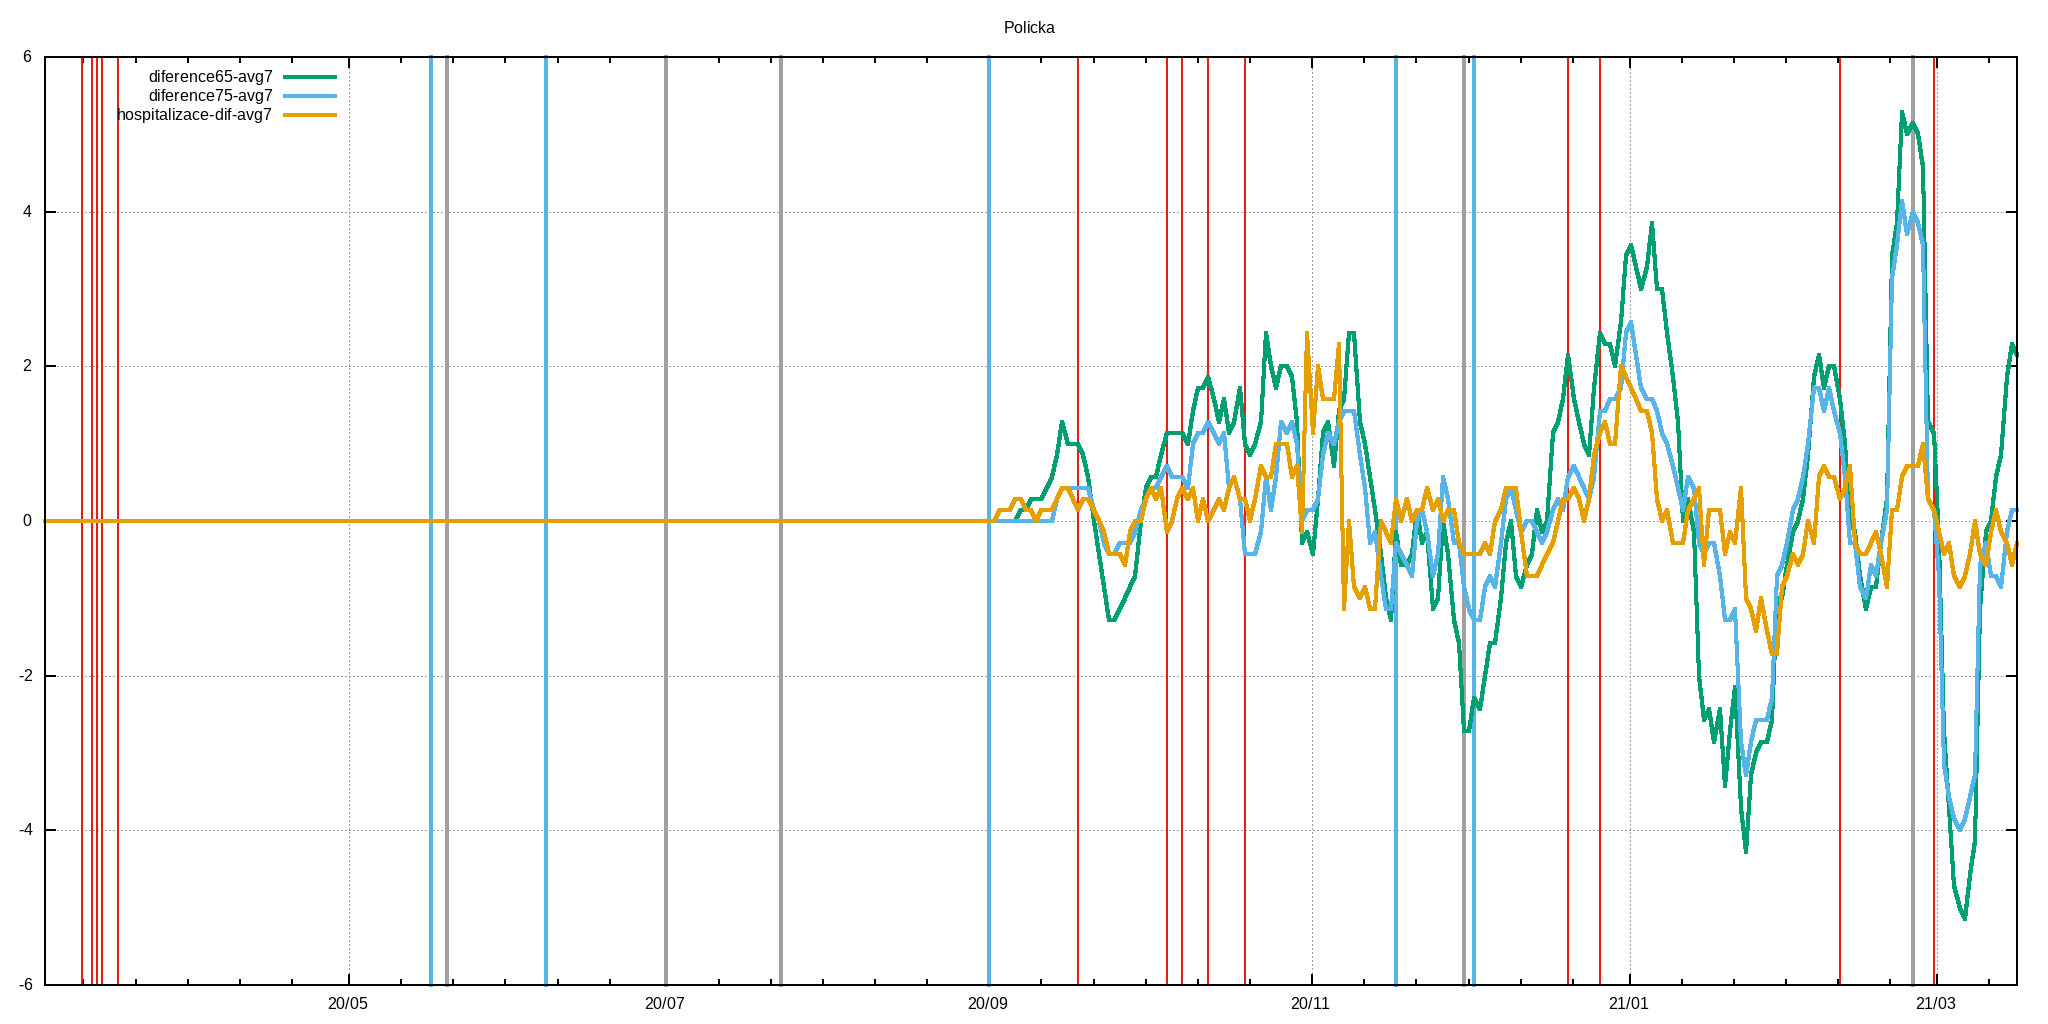 Policka
6
diference65-avg7
diference75-avg7
hospitalizace-dif-avg7
4
2
0
-2
-4
-6
20/05 20/07 20/09 20/11 21/01 21/03